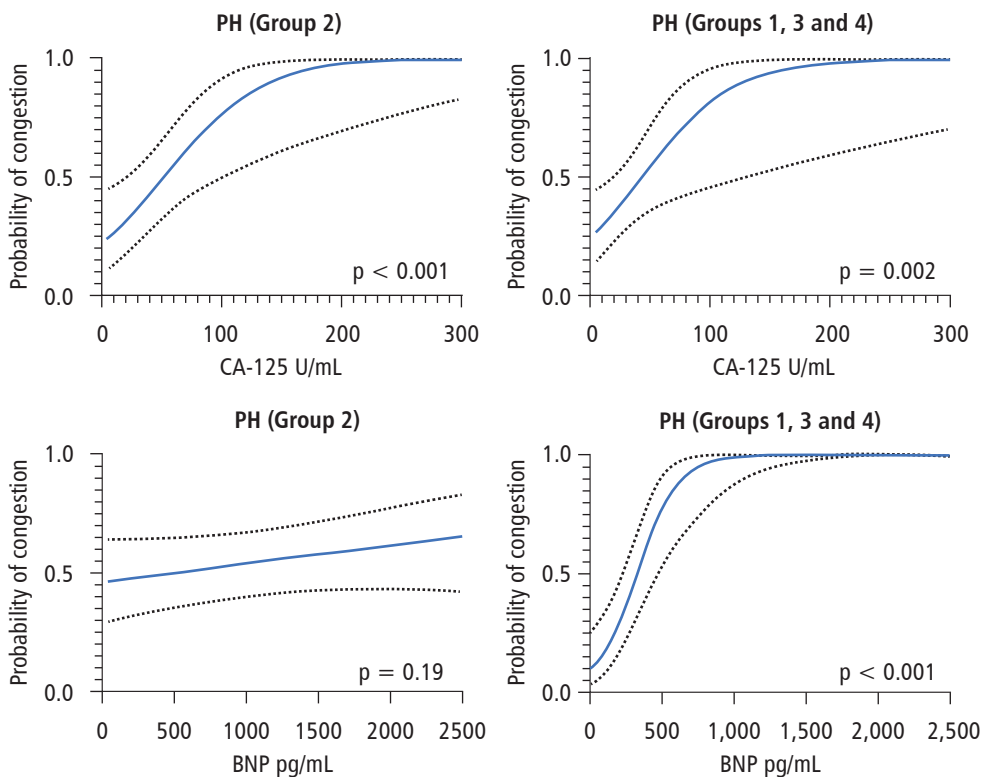 PH (Group 2)
Probability of congestion
1.0
0.5
0.0
p < 0.001
0 100 200 300
CA-125 U/mL
PH (Groups 1, 3 and 4)
Probability of congestion
1.0
0.5
0.0
p = 0.002
0 100 200 300
CA-125 U/mL
PH (Group 2)
Probability of congestion
1.0
0.5
0.0
p = 0.19
0 500 1000 1500 2000 2500
BNP pg/mL
PH (Groups 1, 3 and 4)
Probability of congestion
1.0
0.5
0.0
p < 0.001
0 500 1,000 1,500 2,000 2,500
BNP pg/mL